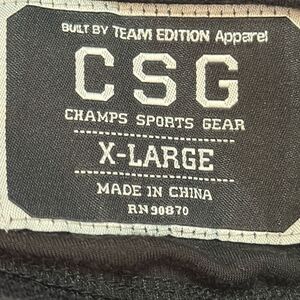 BUILT BY TEAM EDITION Apparel
CSG
CHAMPS SPORTS GEAR
X-LARGE
MADE IN CHINA
RN 90870